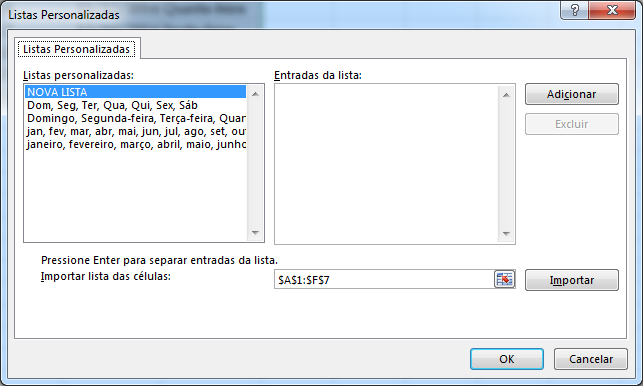 Listas Personalizadas
Listas Personalizadas
Listas personalizadas:
Entradas da lista:
NOVA LISTA
Dom, Seg, Ter, Qua, Qui, Sex, Sáb
Domingo, Segunda-feira, Terça-feira, Quar
jan, fev, mar, abr, mai, jun, jul, ago, set, out
janeiro, fevereiro, março, abril, maio, junho
Adicionar
Excluir
Pressione Enter para separar entradas da lista.
Importar lista das células:
$A$1:$F$7
Importar
OK
Cancelar